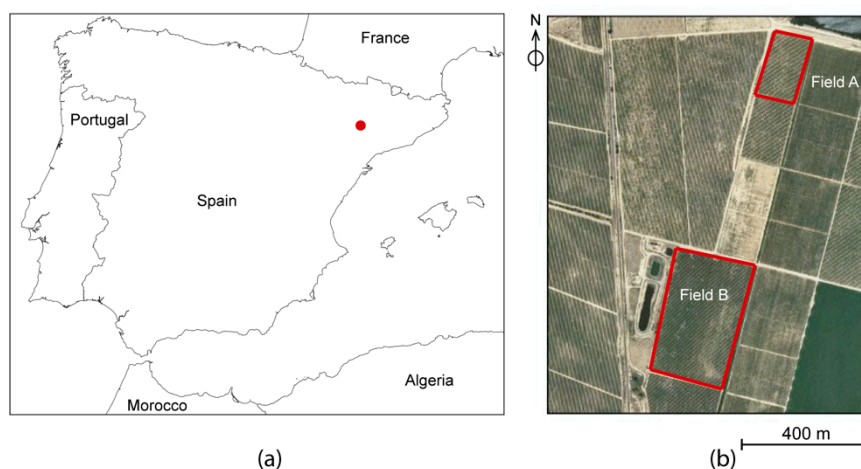 France
Portugal
Spain
Algeria
Morocco
(a)
N
Field A
Field B
(b)
400 m